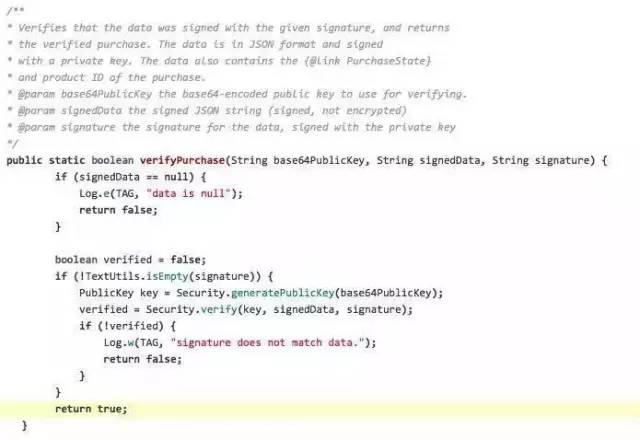 /**
* Verifies that the data was signed with the given signature, and returns
* the verified purchase. The data is in JSON format and signed
* with a private key. The data also contains the {@link PurchaseState}
* and product ID of the purchase.
* @param base64PublicKey the base64-encoded public key to use for verifying.
* @param signedData the signed JSON string (signed, not encrypted)
* @param signature the signature for the data, signed with the private key
*/
public static boolean verifyPurchase(String base64PublicKey, String signedData, String signature) {
if (signedData == null) {
Log.e(TAG, "data is null");
return false;
}
boolean verified = false;
if (!TextUtils.isEmpty(signature)) {
PublicKey key = Security.generatePublicKey(base64PublicKey);
verified = Security.verify(key, signedData, signature);
if (!verified) {
Log.w(TAG, "signature does not match data.");
return false;
}
}
return true;
}